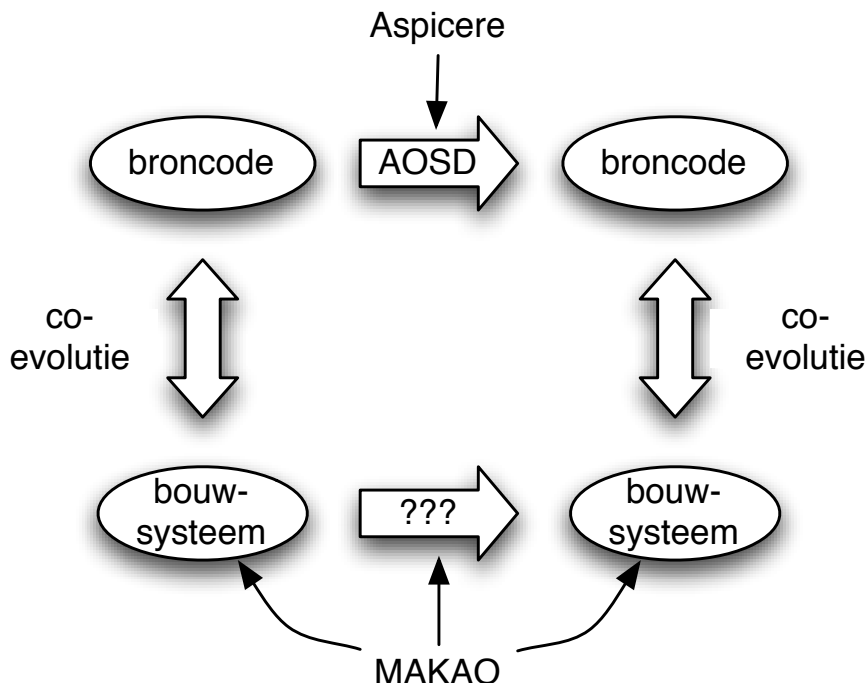 Aspicere
broncode
AOSD
broncode
co-
evolutie
co-
evolutie
bouw-
systeem
???
bouw-
systeem
MAKAO